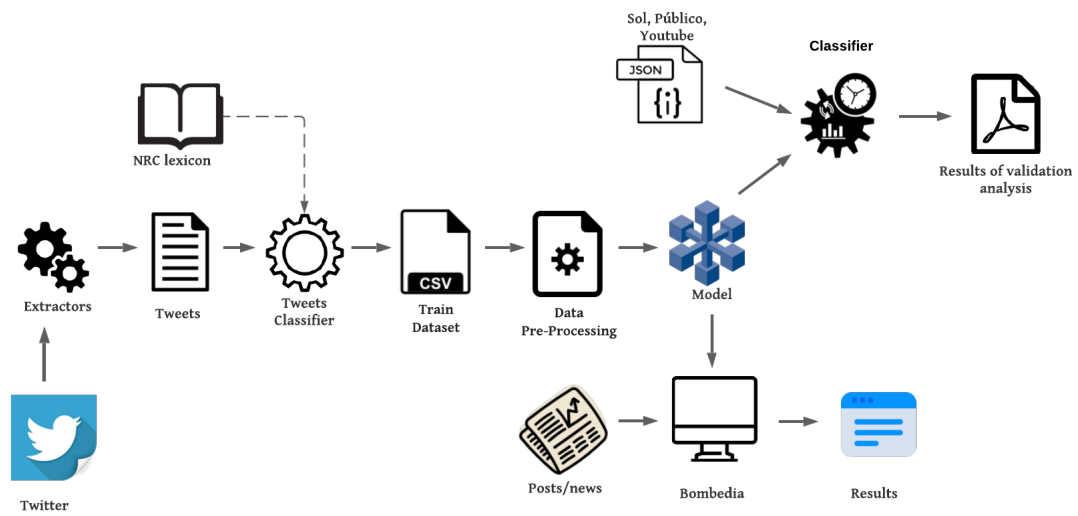 Sol, Público,
Youtube
Classifier
JSON
{i}
NRC lexicon
Results of validation
analysis
CSV
Extractors
Tweets
Tweets
Classifier
Train
Dataset
Data
Pre-Processing
Model
Twitter
Posts/news
Bombedia
Results